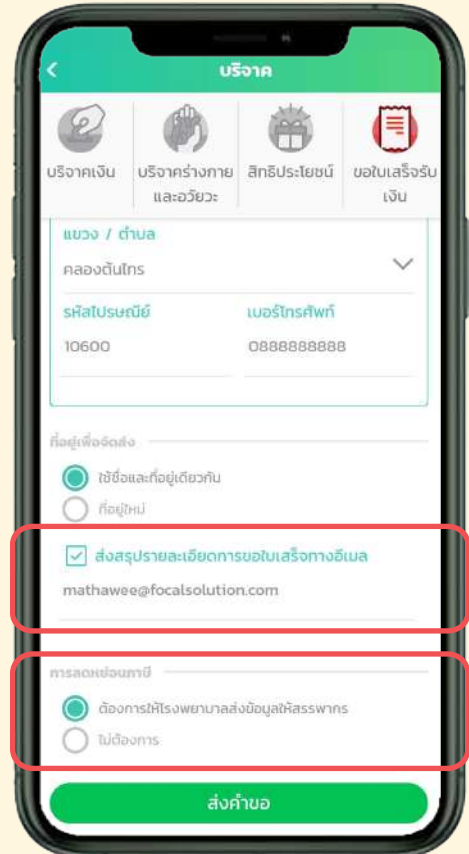 บริจาค
บริจาคเงิน
บริจาคร่างกาย
และอวัยวะ
สิทธิประโยชน์
ขอใบเสร็จรับ
เงิน
แขวง / ตำบล
คลองต้นไทร
รหัสไปรษณีย์ เบอร์โทรศัพท์
10600 0888888888
ที่อยู่เพื่อจัดส่ง
ใช้ชื่อและที่อยู่เดียวกัน
ที่อยู่ใหม่
ส่งสรุปรายละเอียดการขอใบเสร็จทางอีเมล
mathawee@focalsolution.com
การลดหย่อนภาษี
ต้องการให้โรงพยาบาลส่งข้อมูลให้สรรพากร
ไม่ต้องการ
ส่งคำขอ